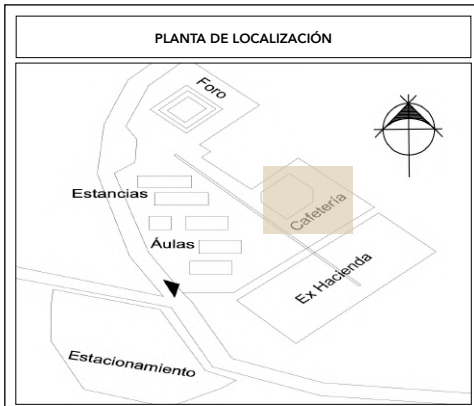 PLANTA DE LOCALIZACIÓN
Foro
Estancias
Cafetería
Áulas
Ex Hacienda
Estacionamiento